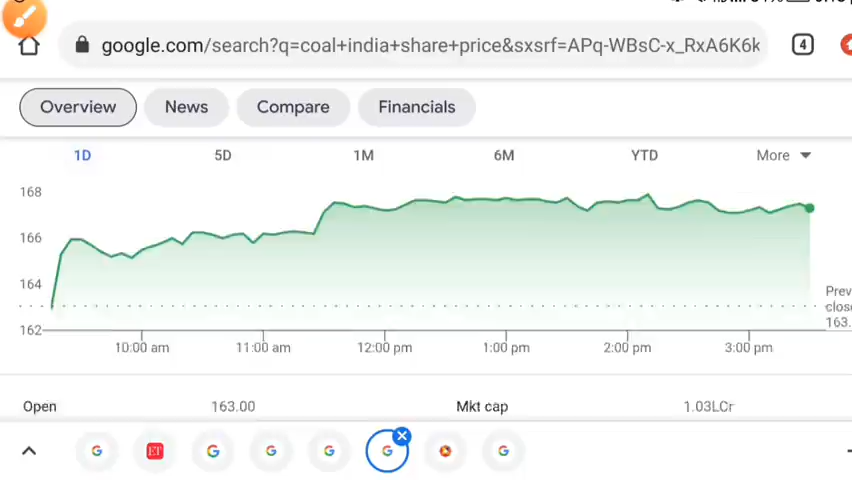 google.com/search?q=coal+india+share+price&sxsrf=APq-WBsC-x_RxA6K6k
4
Overview News Compare Financials
1D 5D 1M 6M YTD More
168
166
164
Prev
close
163.
162
10:00 am 11:00 am 12:00 pm 1:00 pm 2:00 pm 3:00 pm
Open 163.00 Mkt cap 1.03LCr
G ET G G G G G